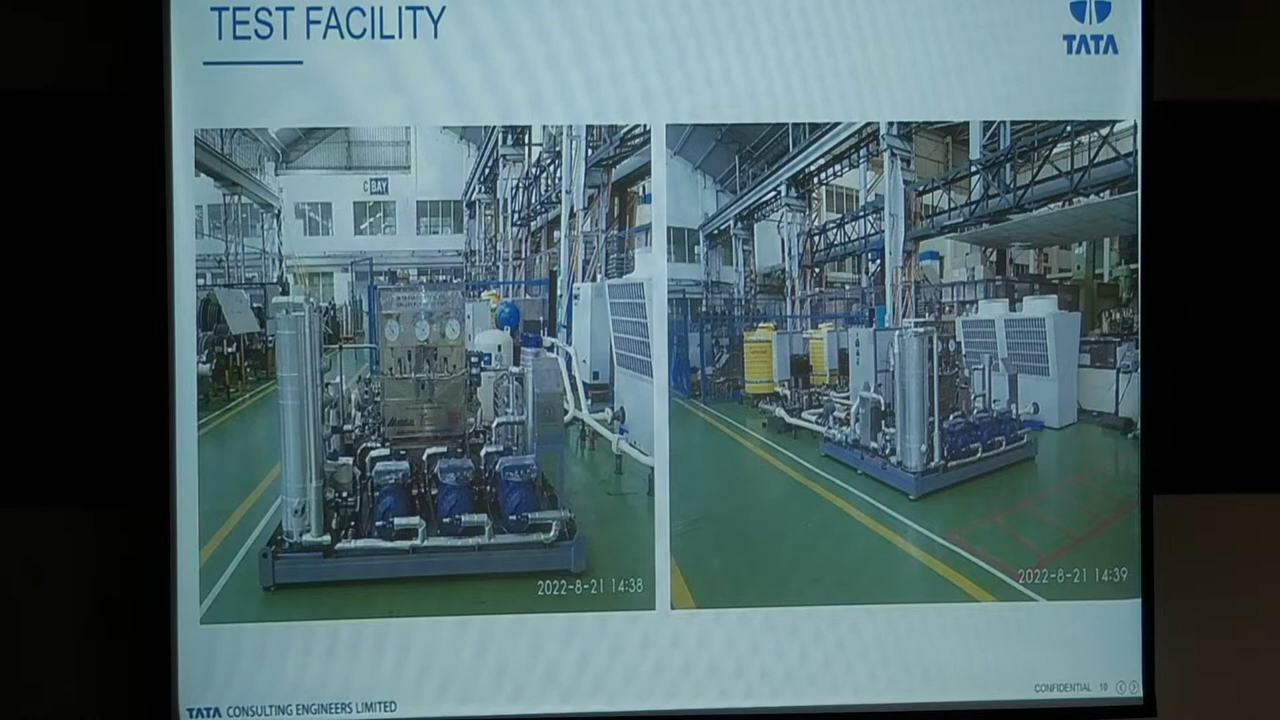 TEST FACILITY
TATA
C BAY
2022-8-21 14:38
2022-8-21 14:39
CONFIDENTIAL 10
TATA CONSULTING ENGINEERS LIMITED